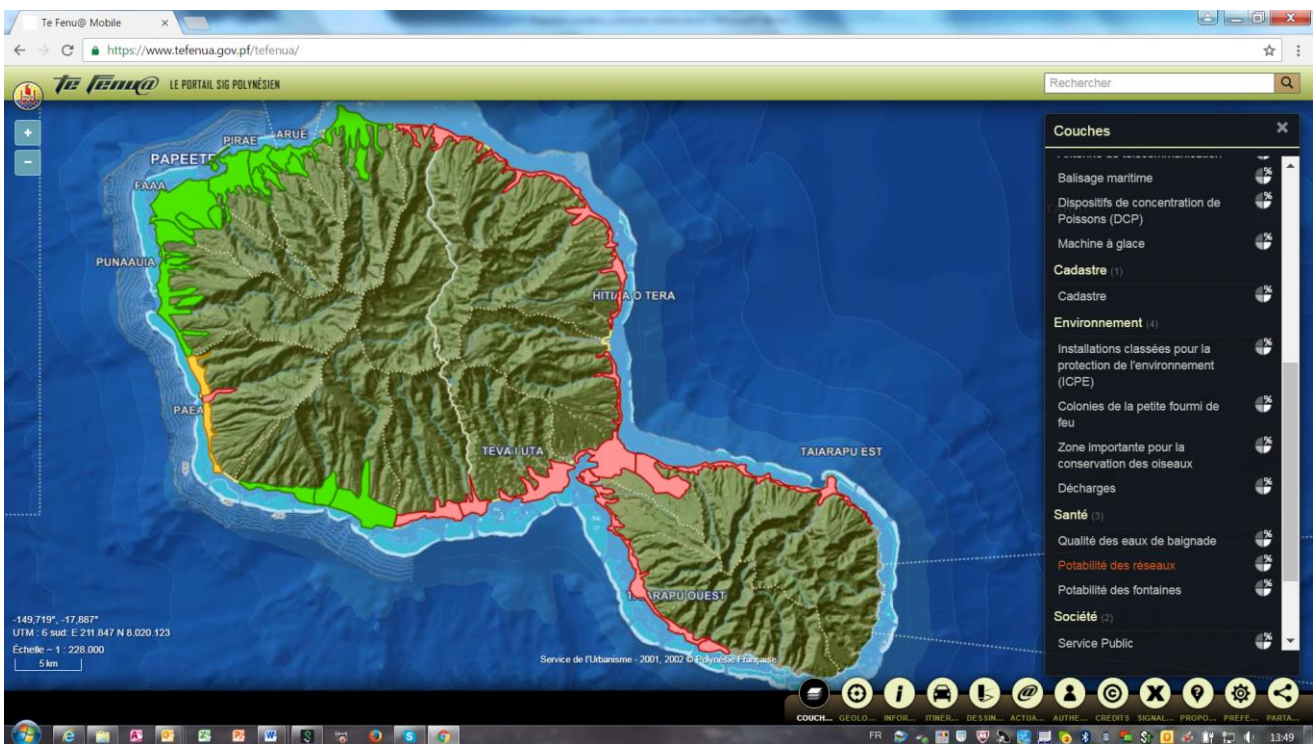 Te Fenu@ Mobile
https://www.tefenua.gov.pf/tefenua/
Te Fenu@ LE PORTAIL SIG POLYNÉSIEN
Rechercher
PIRAE
ARUE
PAPEETE
FAAA
PUNAAUIA
HITIAA O TERA
PAEA
TEVA I UTA
TAIARAPU EST
TAIARAPU OUEST
-149,719°, -17,887°
UTM : 6 sud: E 211.847 N 8.020.123
Échelle ~ 1 : 228.000
5 km
Service de l'Urbanisme - 2001, 2002 © Polynésie Française
Couches
Antenne de télécommunication
Balisage maritime
Dispositifs de concentration de
Poissons (DCP)
Machine à glace
Cadastre (1)
Cadastre
Environnement (4)
Installations classées pour la
protection de l'environnement
(ICPE)
Colonies de la petite fourmi de
feu
Zone importante pour la
conservation des oiseaux
Décharges
Santé (3)
Qualité des eaux de baignade
Potabilité des réseaux
Potabilité des fontaines
Société (2)
Service Public
COUCH... GÉOLO... INFOR... ITINÉR... DESSIN... ACTUA... AUTHE... CREDITS SIGNAL... PROPO... PRÉFÉ... PARTA...
FR 13:49